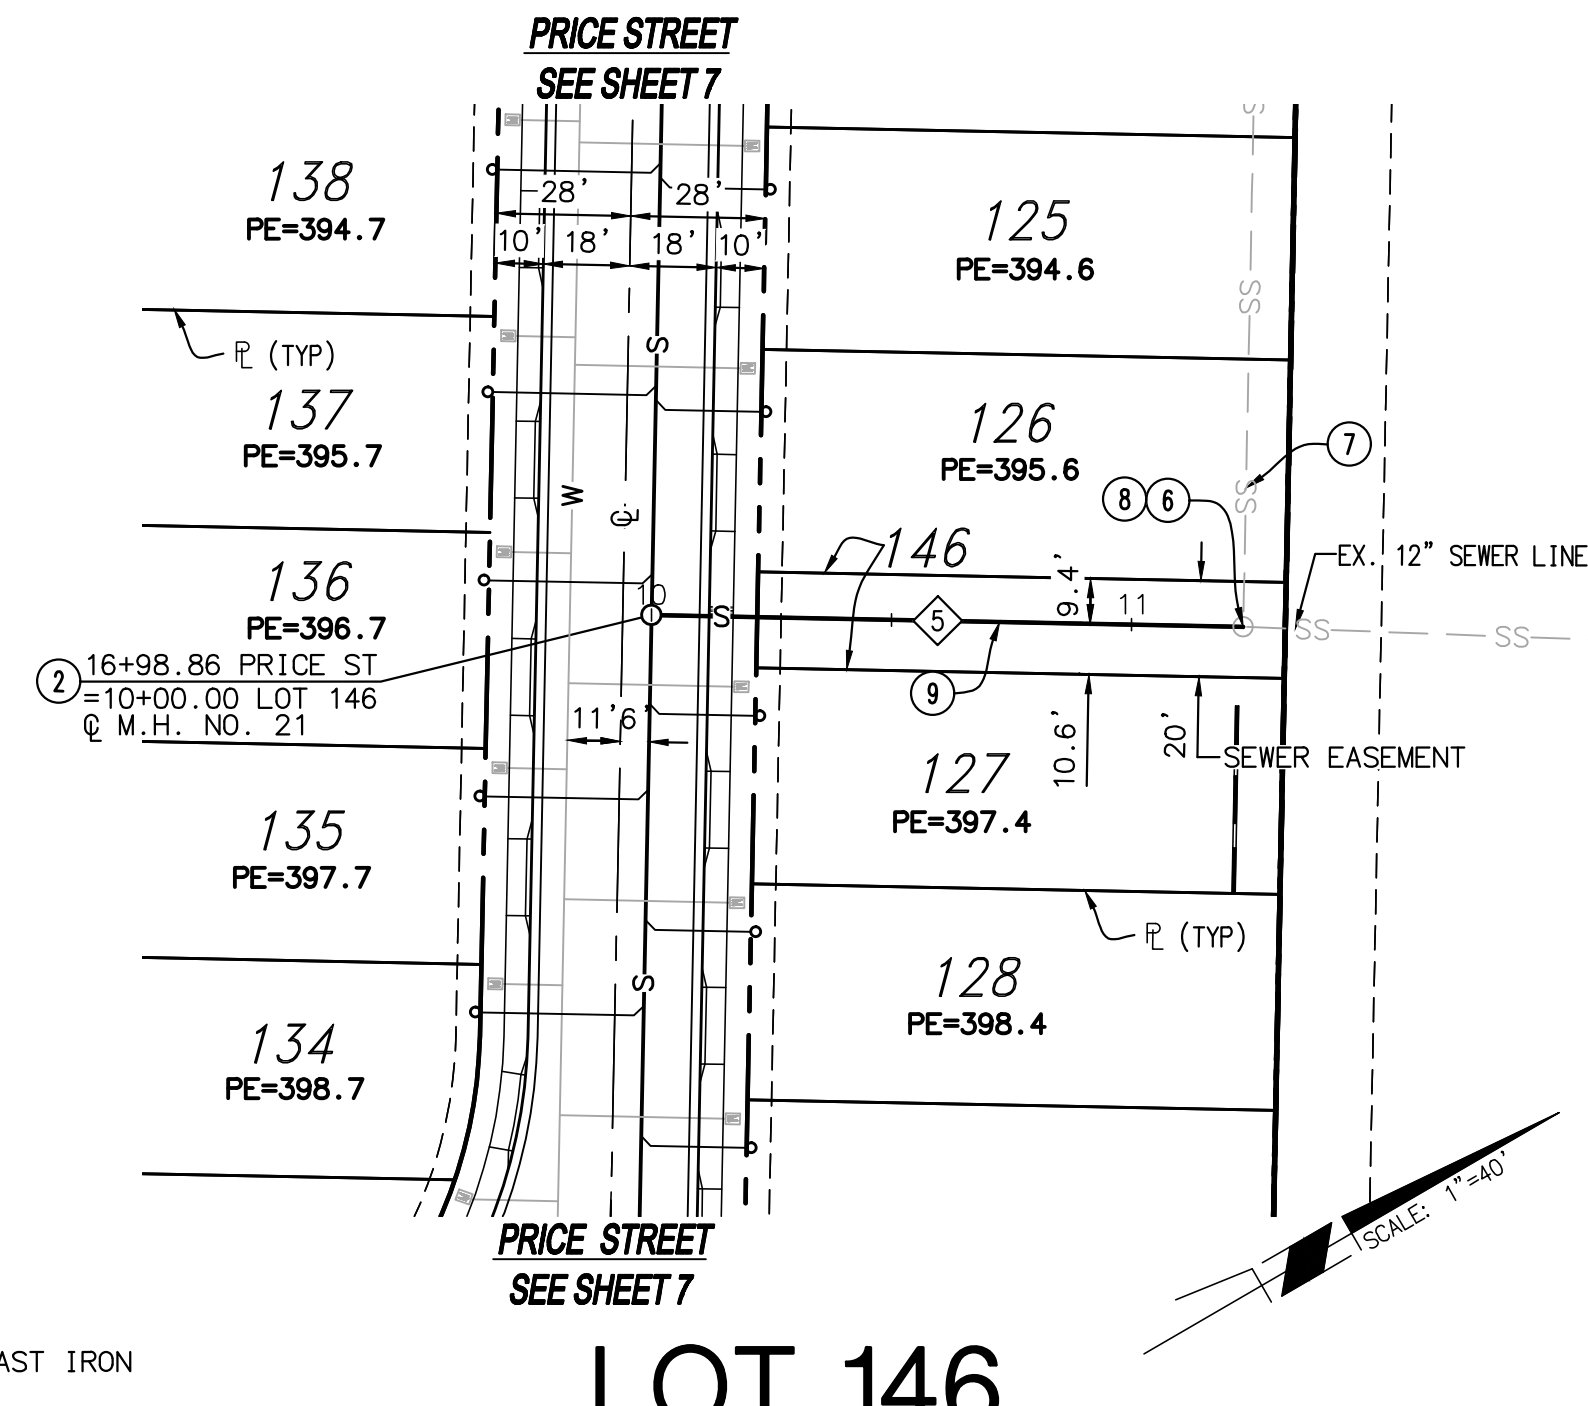 PRICE STREET
SEE SHEET 7
138
PE=394.7
28'
28'
10'
18'
18'
10'
125
PE=394.6
S
SS
S
℄ 
W
P̲L (TYP)
137
PE=395.7
126
PE=395.6
7
8
6
SS
146
9.4'
EX. 12" SEWER LINE
136
PE=396.7
10
S
5
11
SS
SS
2
16+98.86 PRICE ST
=10+00.00 LOT 146
℄ M.H. NO. 21
9
11'
6'
10.6'
20'
SEWER EASEMENT
135
PE=397.7
127
PE=397.4
PL (TYP)
S
128
PE=398.4
134
PE=398.7
SCALE: 1"=40'
PRICE STREET
SEE SHEET 7
AST IRON
LOT 146